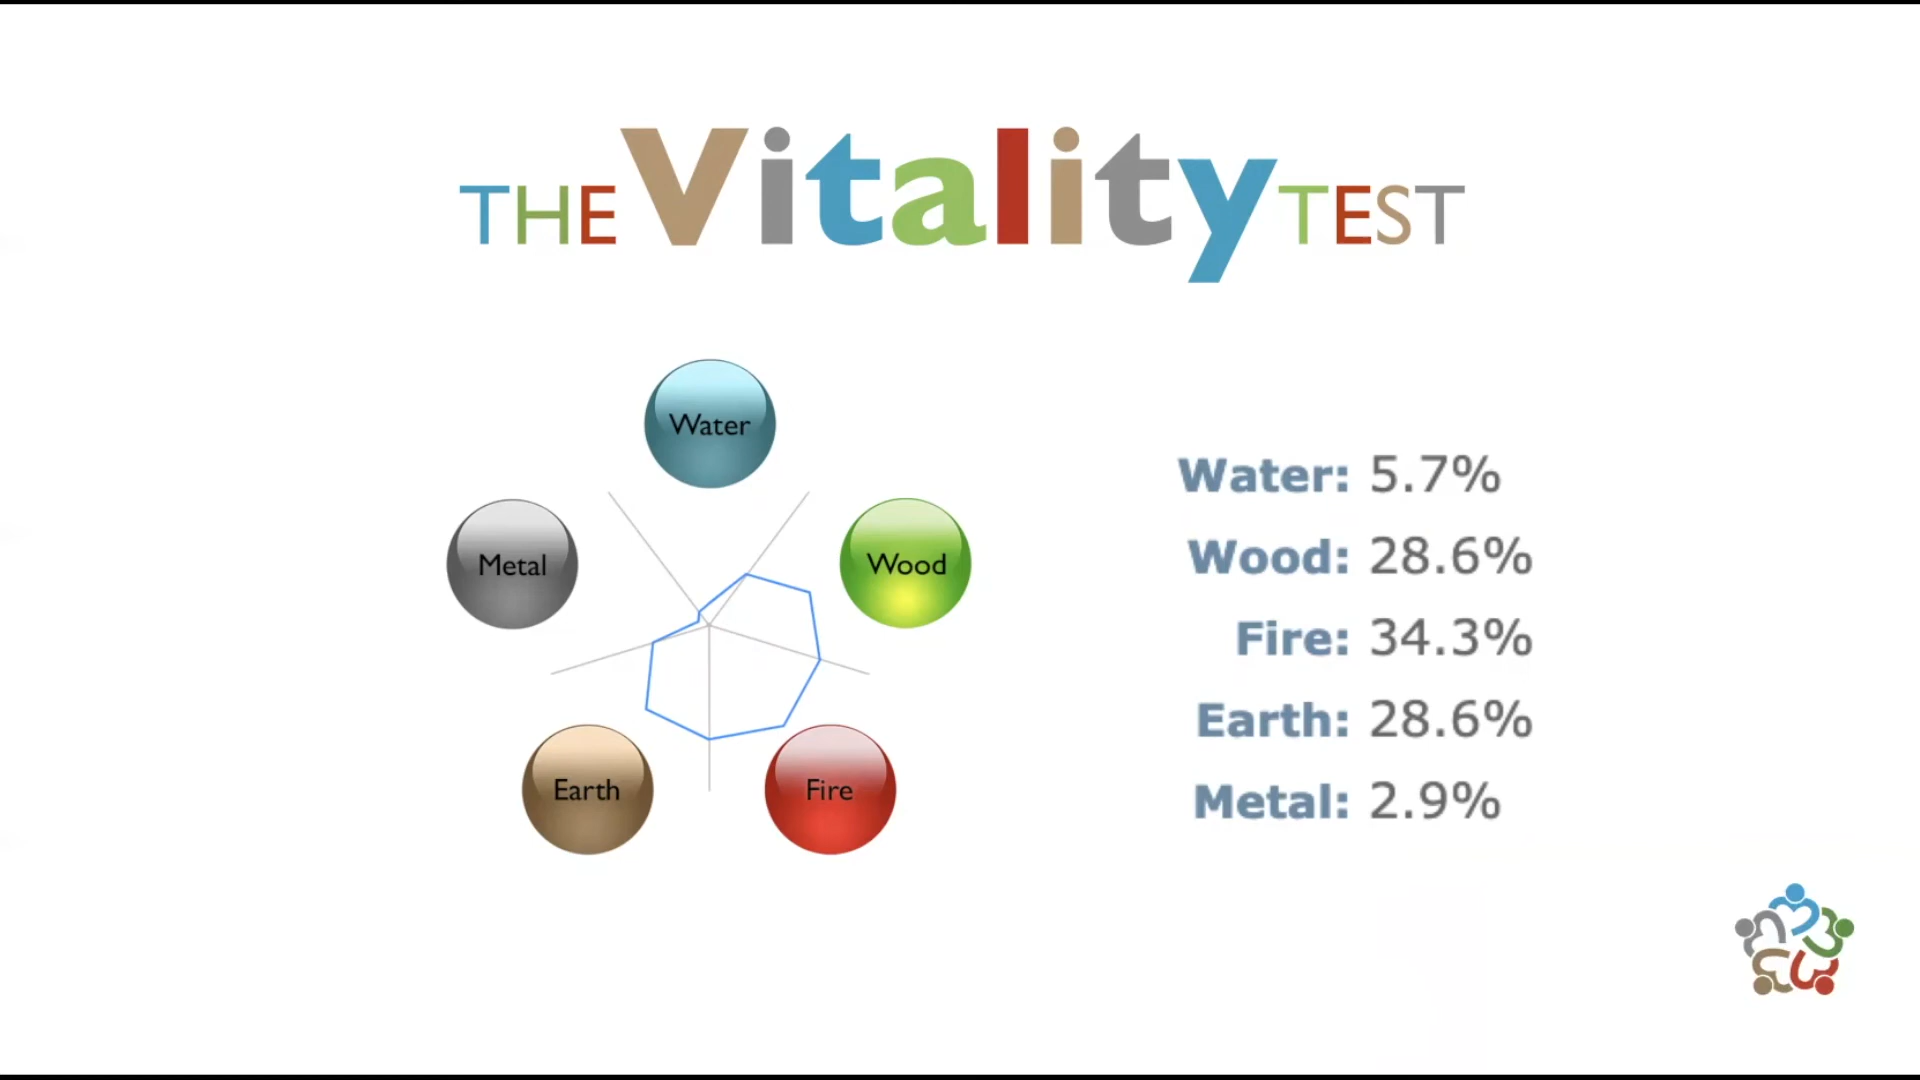 THE Vitality TEST
Water
Metal
Wood
Earth
Fire
Water: 5.7%
Wood: 28.6%
Fire: 34.3%
Earth: 28.6%
Metal: 2.9%